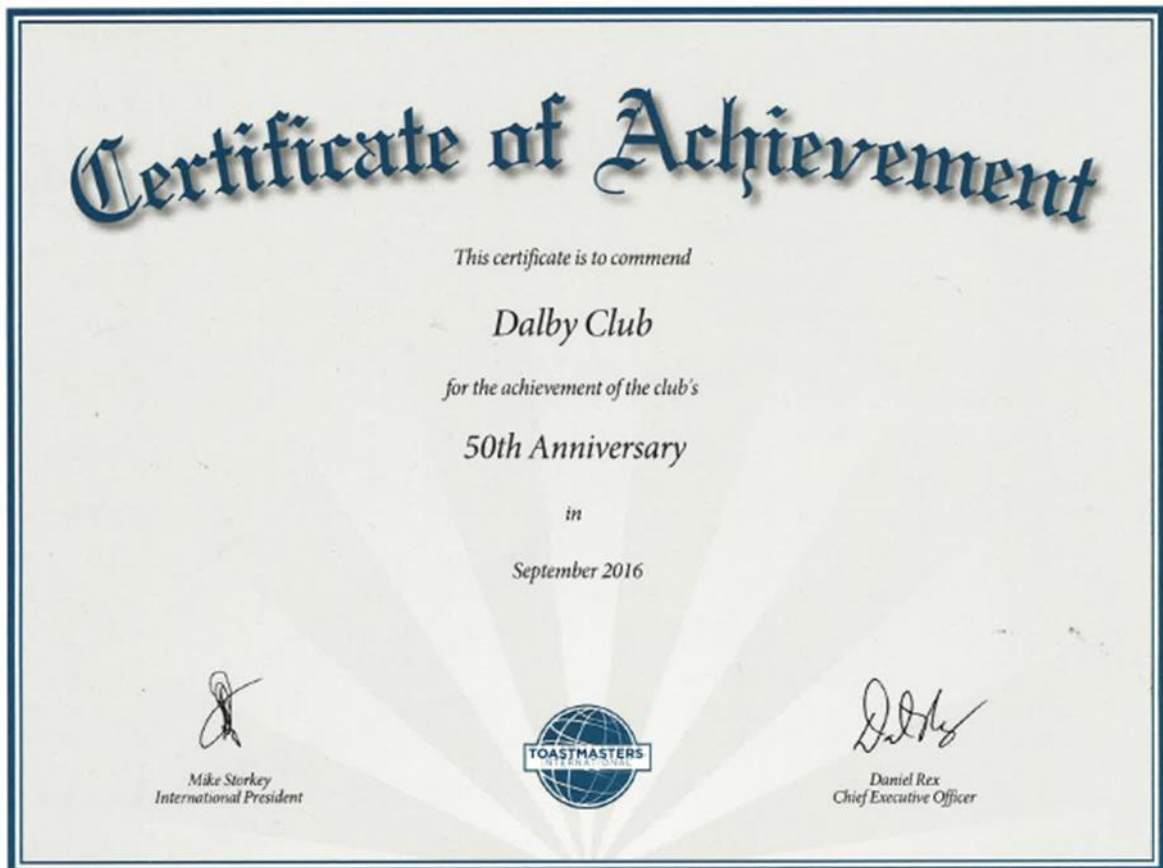 Certificate of Achievement
This certificate is to commend
Dalby Club
for the achievement of the club's
50th Anniversary
in
September 2016
TOASTMASTERS
INTERNATIONAL
Mike Storkey
International President
Daniel Rex
Chief Executive Officer